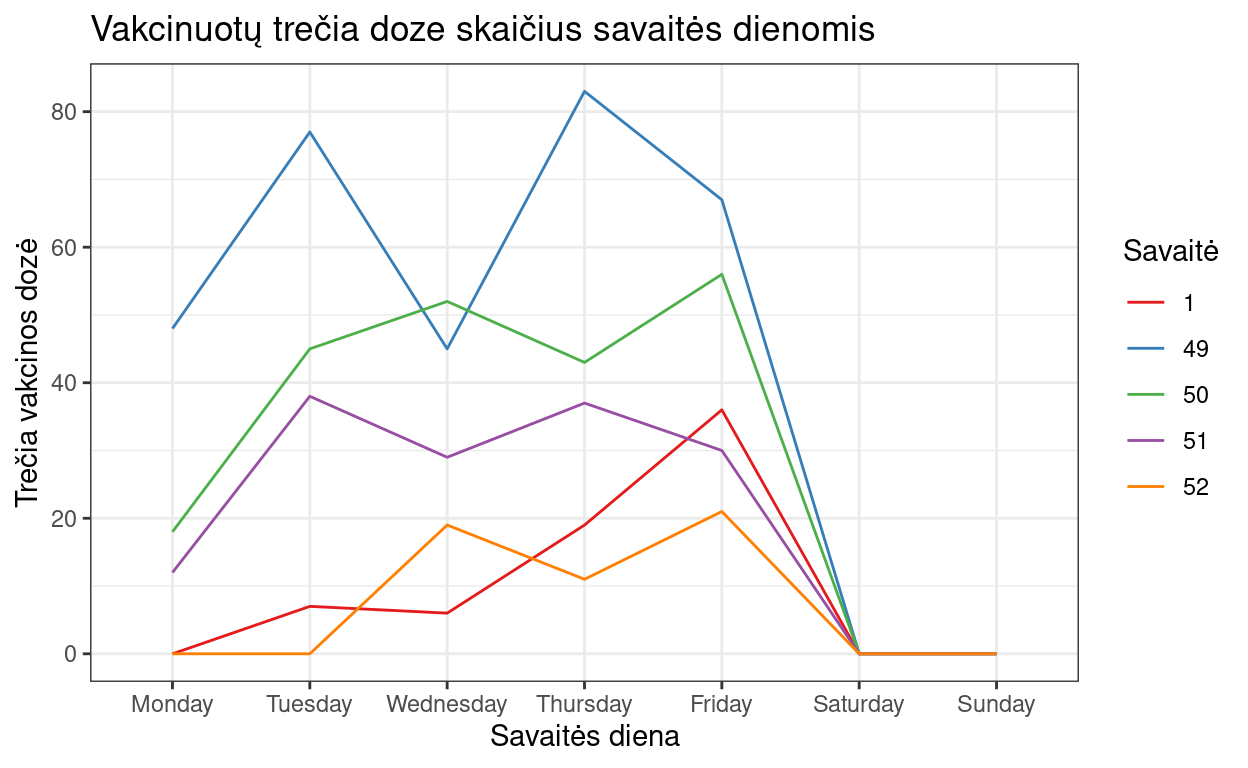 Vakcinuotų trečia doze skaičius savaitės dienomis
Trečia vakcinos dozė
80
60
40
20
0
Monday Tuesday Wednesday Thursday Friday Saturday Sunday
Savaitės diena
Savaitė
1
49
50
51
52